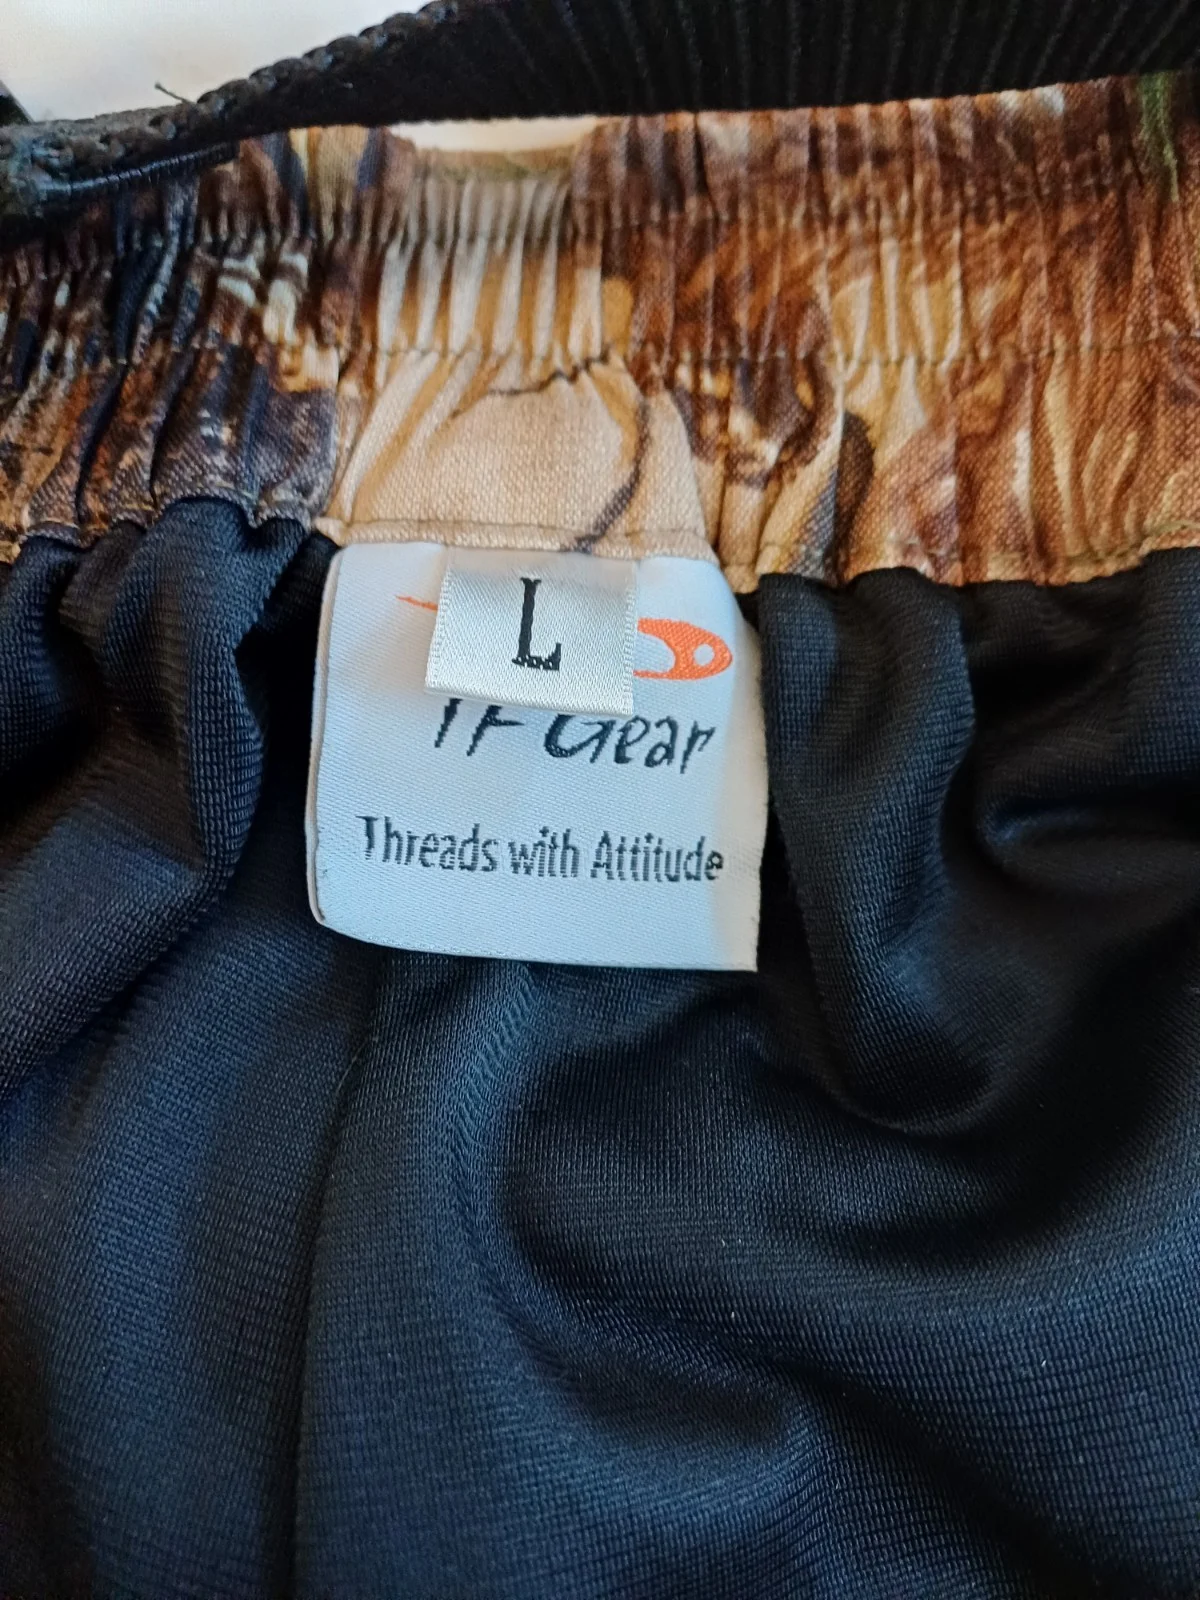 L
TF Gear
Threads with Attitude